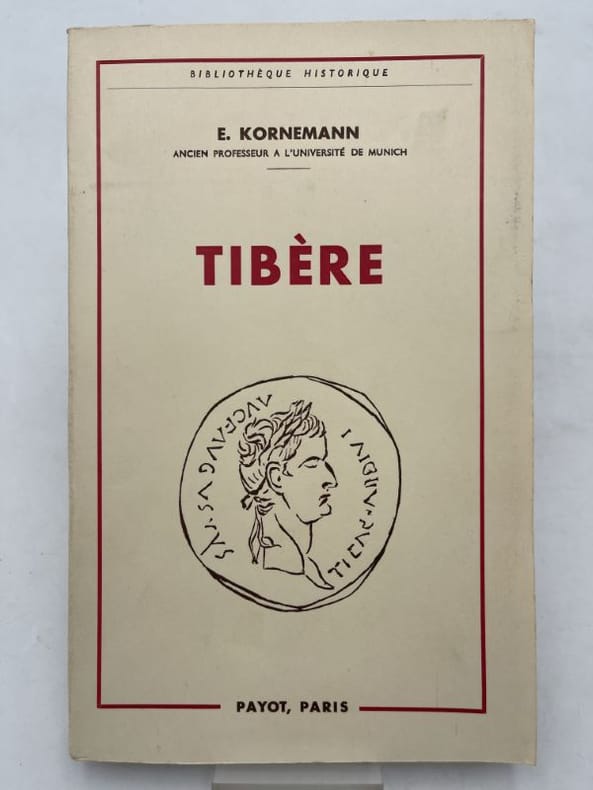 BIBLIOTHÈQUE HISTORIQUE
E. KORNEMANN
ANCIEN PROFESSEUR A L'UNIVERSITÉ DE MUNICH
TIBÈRE
PAYOT, PARIS